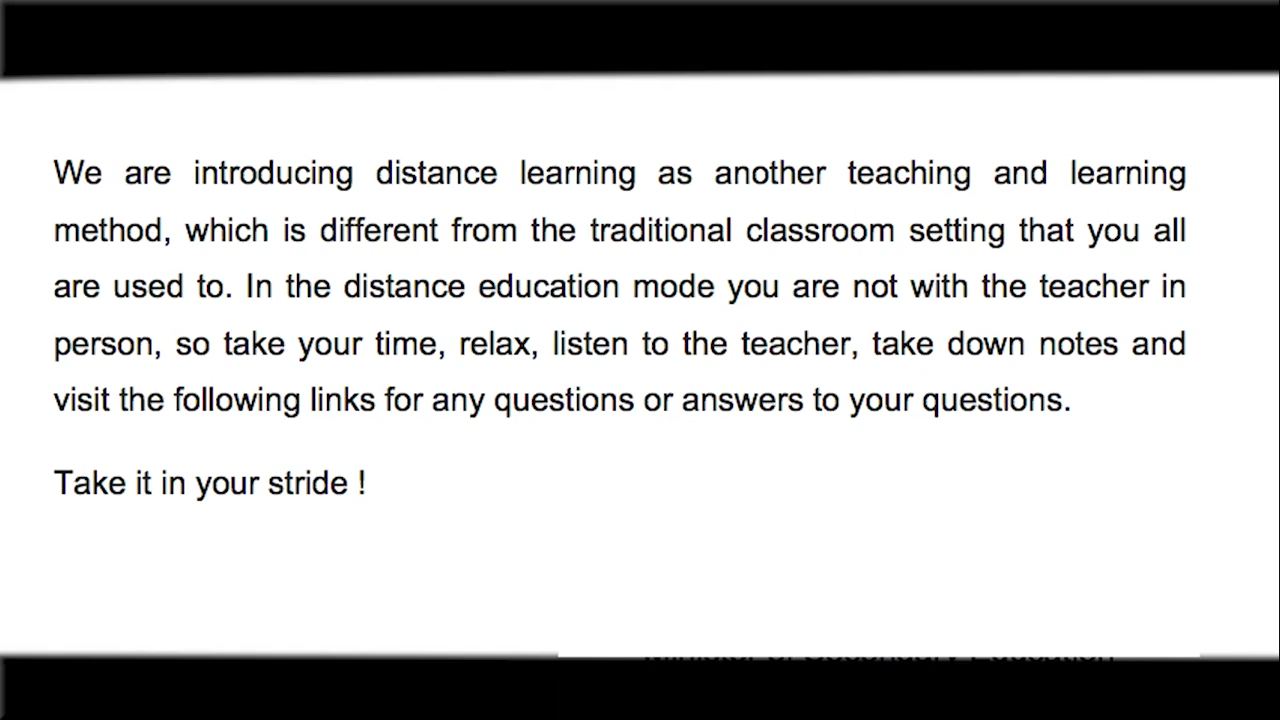 We are introducing distance learning as another teaching and learning
method, which is different from the traditional classroom setting that you all
are used to. In the distance education mode you are not with the teacher in
person, so take your time, relax, listen to the teacher, take down notes and
visit the following links for any questions or answers to your questions.
Take it in your stride !